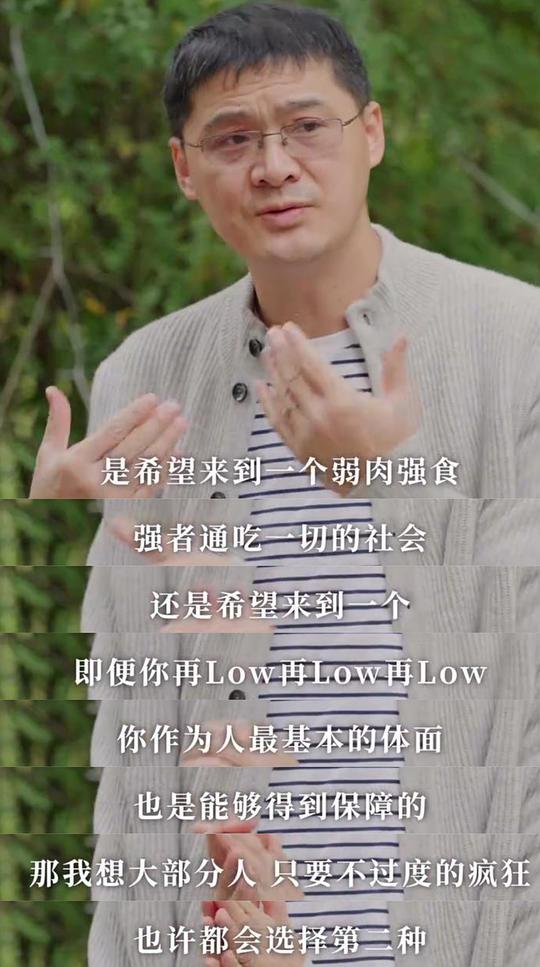 是希望来到一个弱肉强食
强者通吃一切的社会
还是希望来到一个
即便你再Low再Low再Low
你作为人最基本的体面
也是能够得到保障的
那我想大部分人 只要不过度的疯狂
也许都会选择第二种